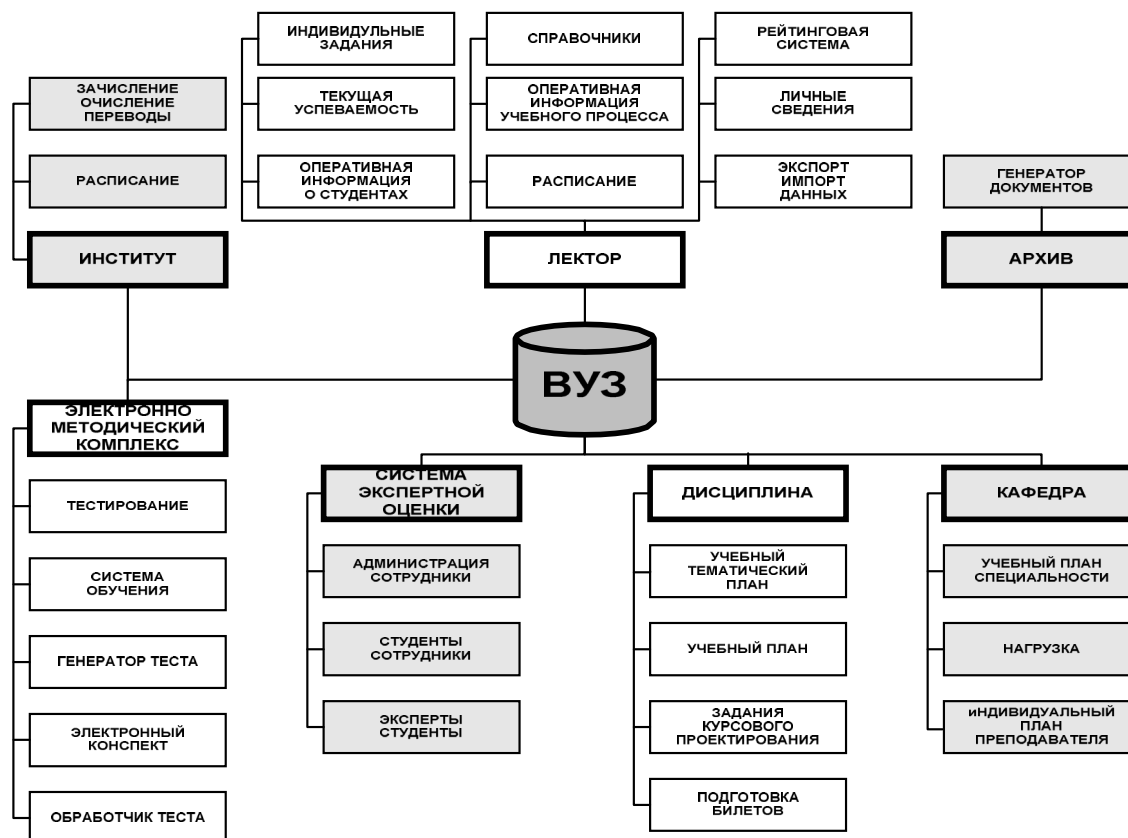 ИНДИВИДУЛЬНЫЕ
ЗАДАНИЯ
СПРАВОЧНИКИ
РЕЙТИНГОВАЯ
СИСТЕМА
ЗАЧИСЛЕНИЕ
ОЧИСЛЕНИЕ
ПЕРЕВОДЫ
ТЕКУЩАЯ
УСПЕВАЕМОСТЬ
ОПЕРАТИВНАЯ
ИНФОРМАЦИЯ
УЧЕБНОГО ПРОЦЕССА
ЛИЧНЫЕ
СВЕДЕНИЯ
РАСПИСАНИЕ
ОПЕРАТИВНАЯ
ИНФОРМАЦИЯ
О СТУДЕНТАХ
РАСПИСАНИЕ
ЭКСПОРТ
ИМПОРТ
ДАННЫХ
ГЕНЕРАТОР
ДОКУМЕНТОВ
ИНСТИТУТ
ЛЕКТОР
АРХИВ
ВУЗ
ЭЛЕКТРОННО
МЕТОДИЧЕСКИЙ
КОМПЛЕКС
ТЕСТИРОВАНИЕ
СИСТЕМА
ОБУЧЕНИЯ
ГЕНЕРАТОР ТЕСТА
ЭЛЕКТРОННЫЙ
КОНСПЕКТ
ОБРАБОТЧИК ТЕСТА
СИСТЕМА
ЭКСПЕРТНОЙ
ОЦЕНКИ
АДМИНИСТРАЦИЯ
СОТРУДНИКИ
СТУДЕНТЫ
СОТРУДНИКИ
ЭКСПЕРТЫ
СТУДЕНТЫ
ДИСЦИПЛИНА
УЧЕБНЫЙ
ТЕМАТИЧЕСКИЙ
ПЛАН
УЧЕБНЫЙ ПЛАН
ЗАДАНИЯ
КУРСОВОГО
ПРОЕКТИРОВАНИЯ
ПОДГОТОВКА
БИЛЕТОВ
КАФЕДРА
УЧЕБНЫЙ ПЛАН
СПЕЦИАЛЬНОСТИ
НАГРУЗКА
иНДИВИДУАЛЬНЫЙ
ПЛАН
ПРЕПОДАВАТЕЛЯ